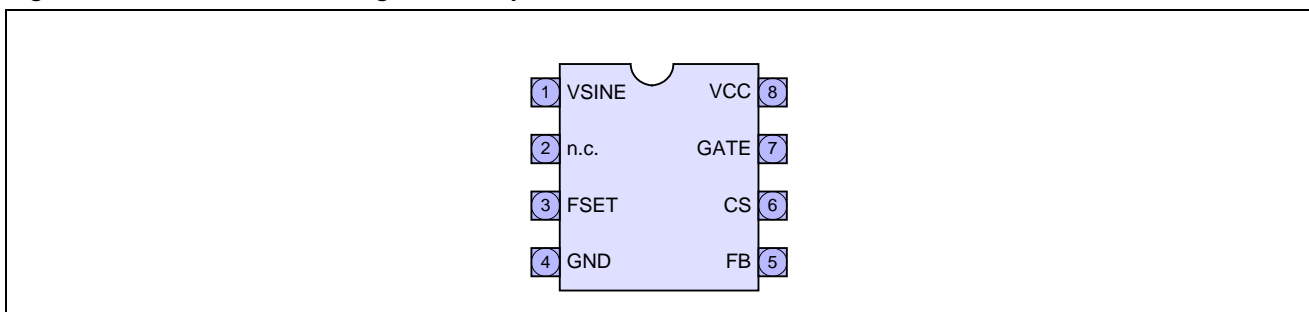 1 VSINE VCC 8
2 n.c. GATE 7
3 FSET CS 6
4 GND FB 5